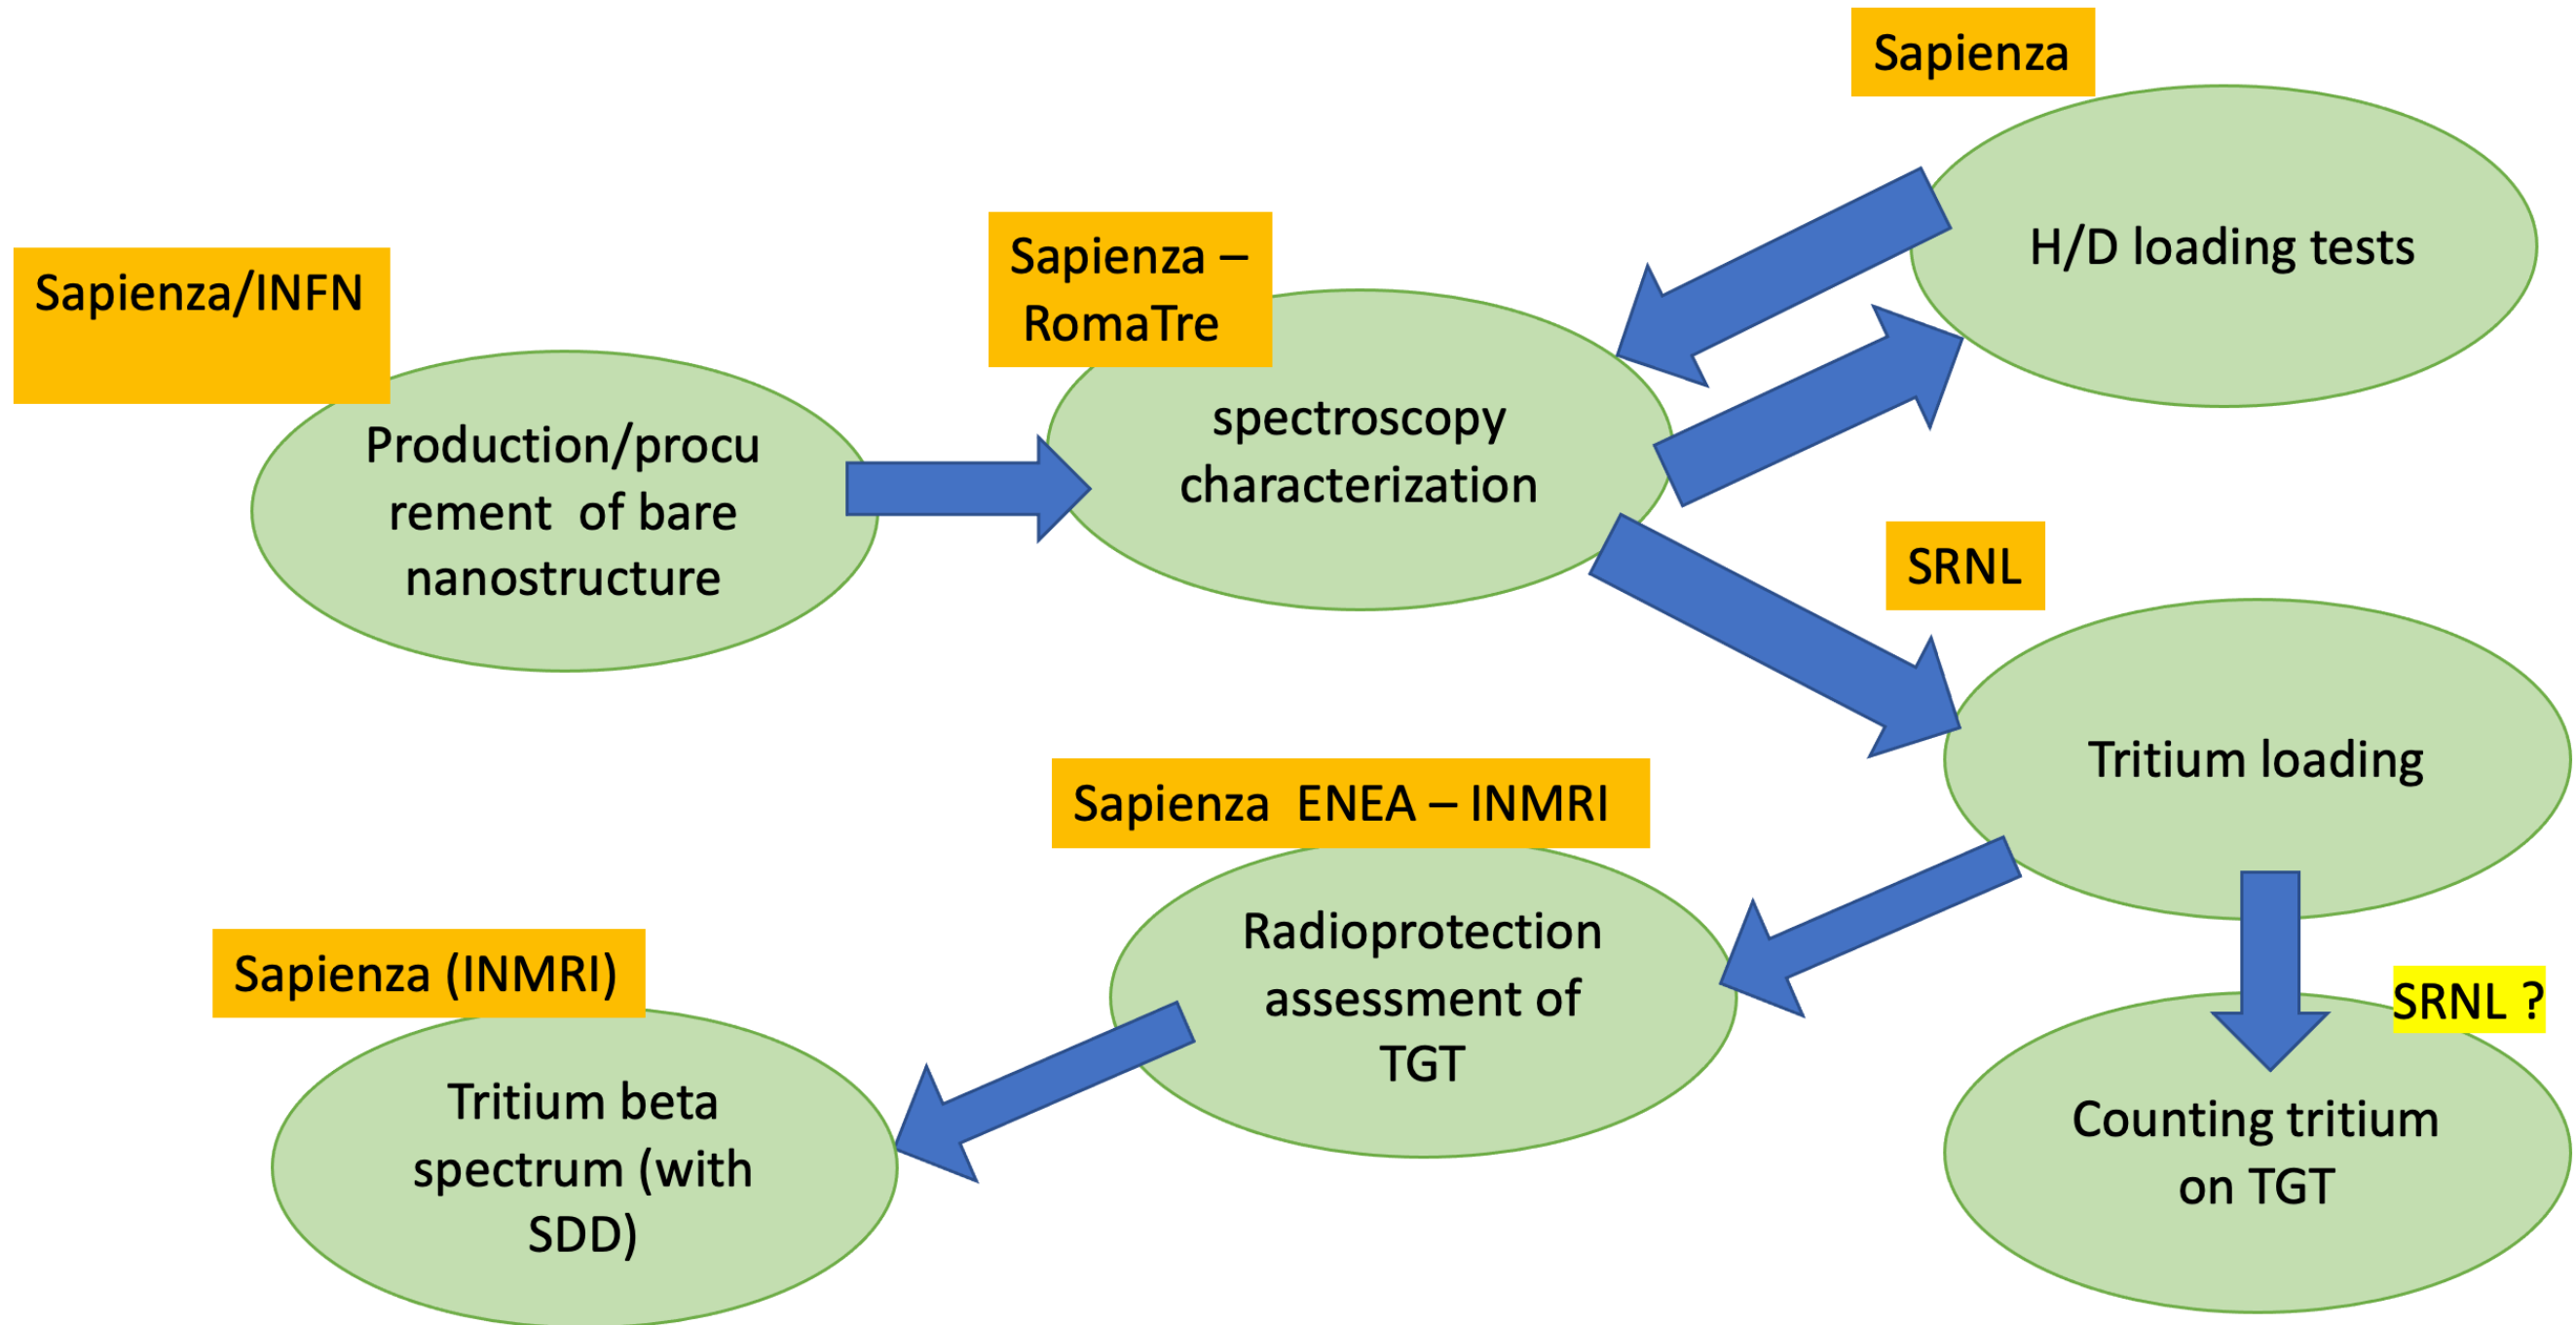 Sapienza
H/D loading tests
Sapienza –
RomaTre
spectroscopy
characterization
Sapienza/INFN
Production/procu
rement  of bare
nanostructure
SRNL
Tritium loading
Sapienza  ENEA – INMRI
Radioprotection
assessment of
TGT
Sapienza (INMRI)
Tritium beta
spectrum (with
SDD)
SRNL ?
Counting tritium
on TGT